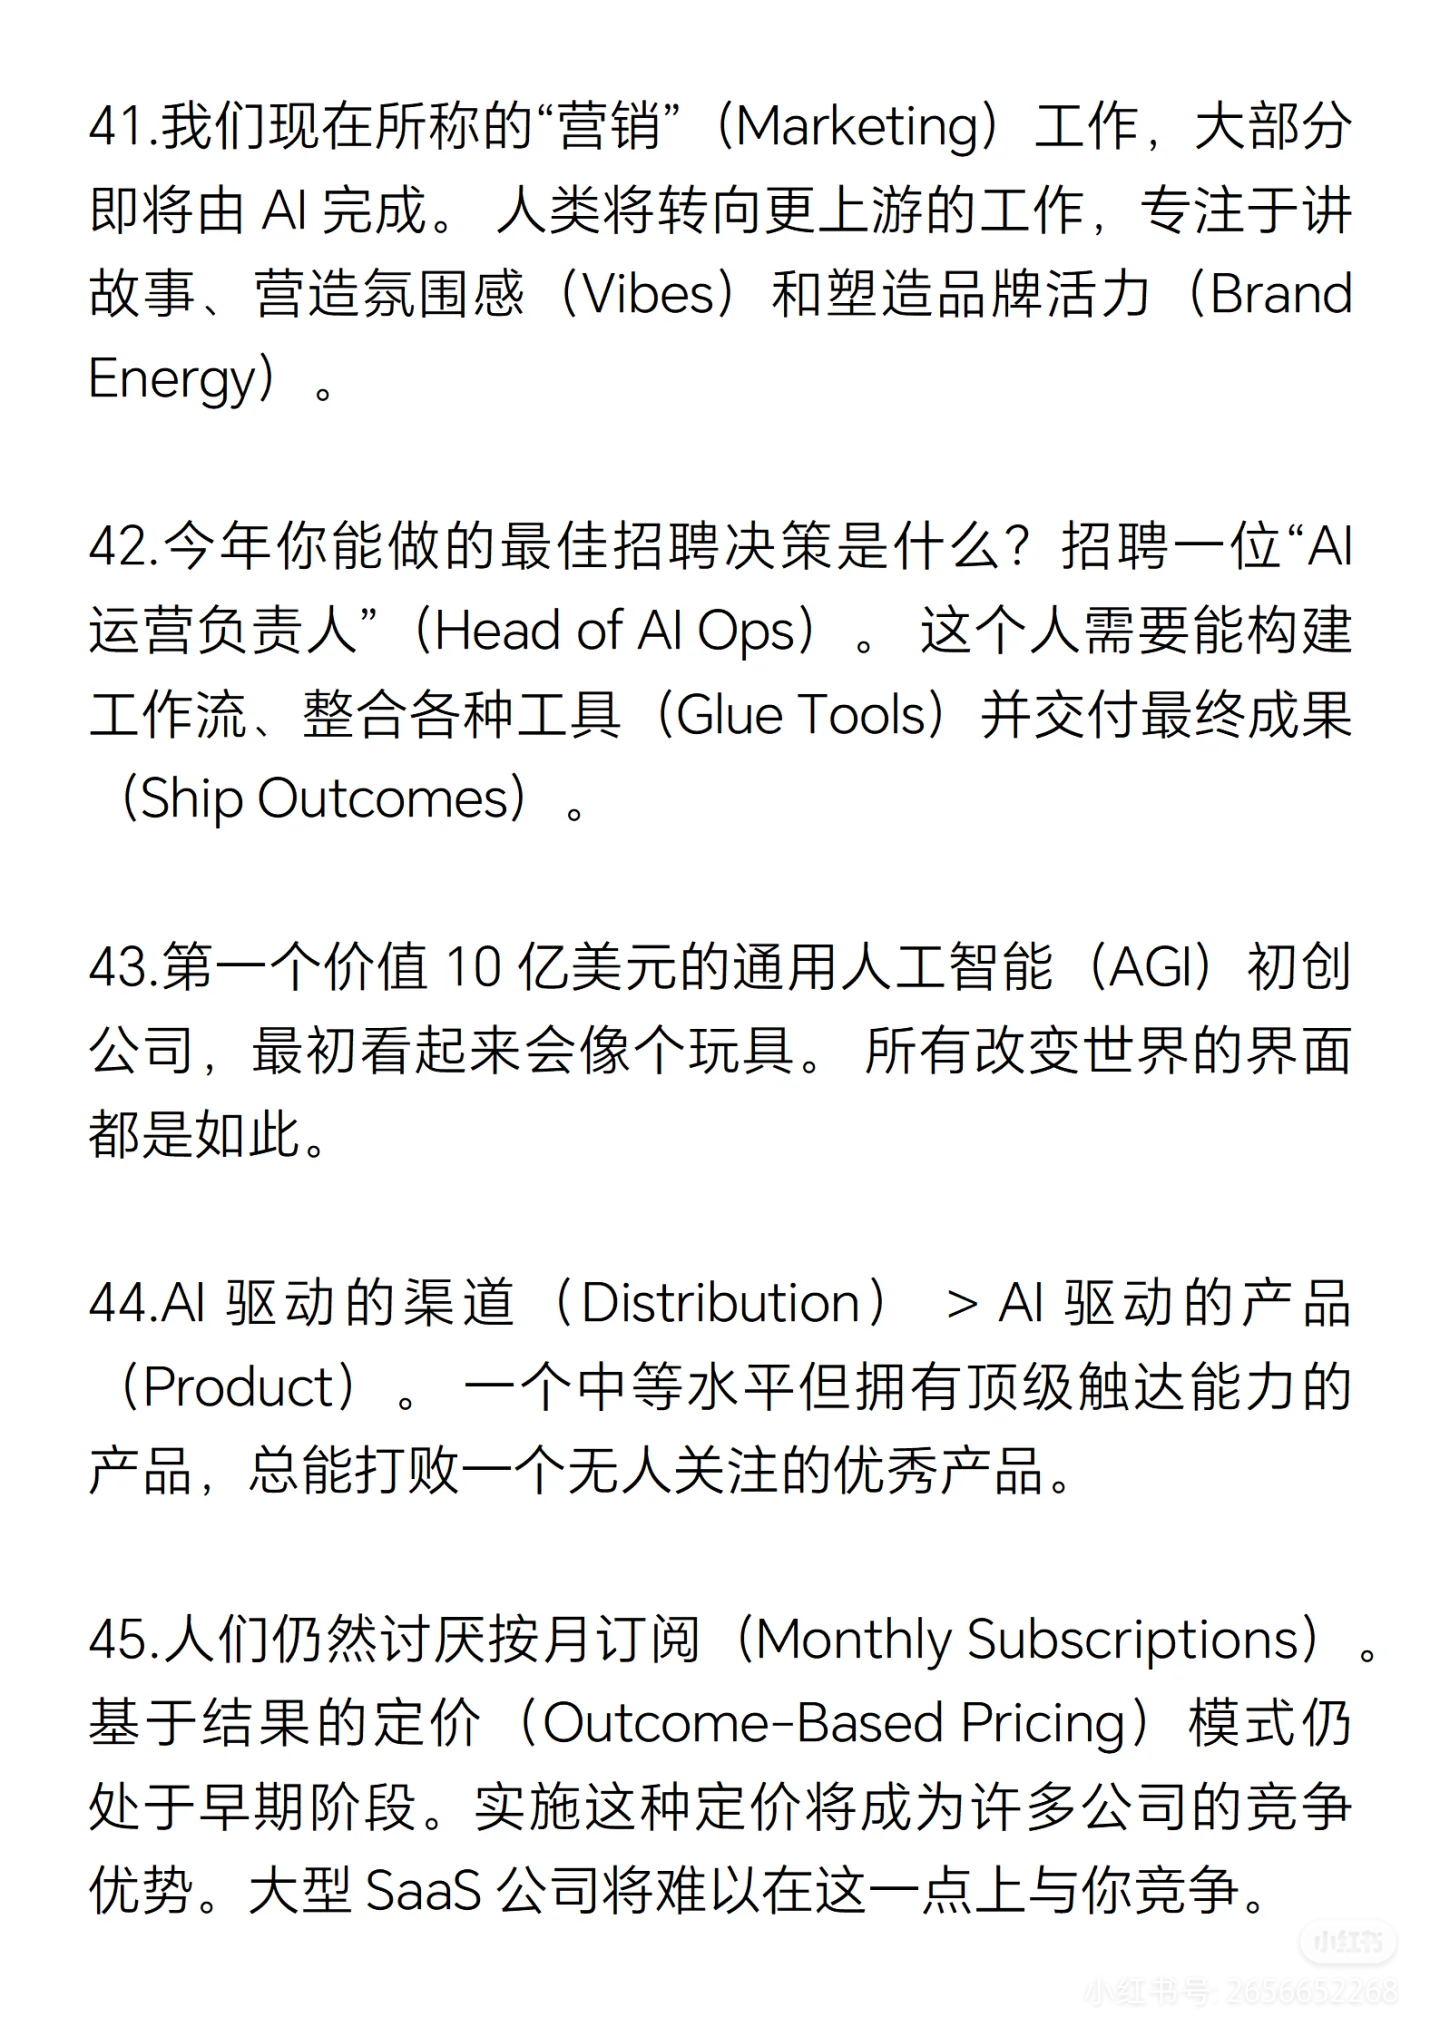 41.我们现在所称的“营销”（Marketing）工作，大部分
即将由 AI 完成。 人类将转向更上游的工作，专注于讲
故事、营造氛围感（Vibes）和塑造品牌活力（Brand
Energy）。
42.今年你能做的最佳招聘决策是什么？招聘一位“AI
运营负责人”（Head of AI Ops）。 这个人需要能构建
工作流、整合各种工具（Glue Tools）并交付最终成果
（Ship Outcomes）。
43.第一个价值 10 亿美元的通用人工智能（AGI）初创
公司，最初看起来会像个玩具。 所有改变世界的界面
都是如此。
44.AI 驱动的渠道（Distribution） > AI 驱动的产品
（Product）。 一个中等水平但拥有顶级触达能力的
产品，总能打败一个无人关注的优秀产品。
45.人们仍然讨厌按月订阅（Monthly Subscriptions）。
基于结果的定价（Outcome-Based Pricing）模式仍
处于早期阶段。实施这种定价将成为许多公司的竞争
优势。大型 SaaS 公司将难以在这一点上与你竞争。
小红书
小红书号: 2656652268